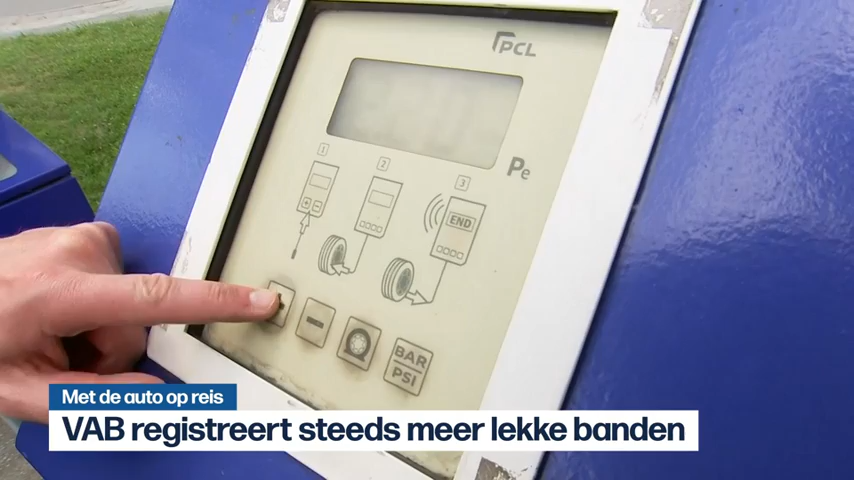 PCL
Pe
1
2
3
END
+ −
−
BAR
PSI
Met de auto op reis
VAB registreert steeds meer lekke banden